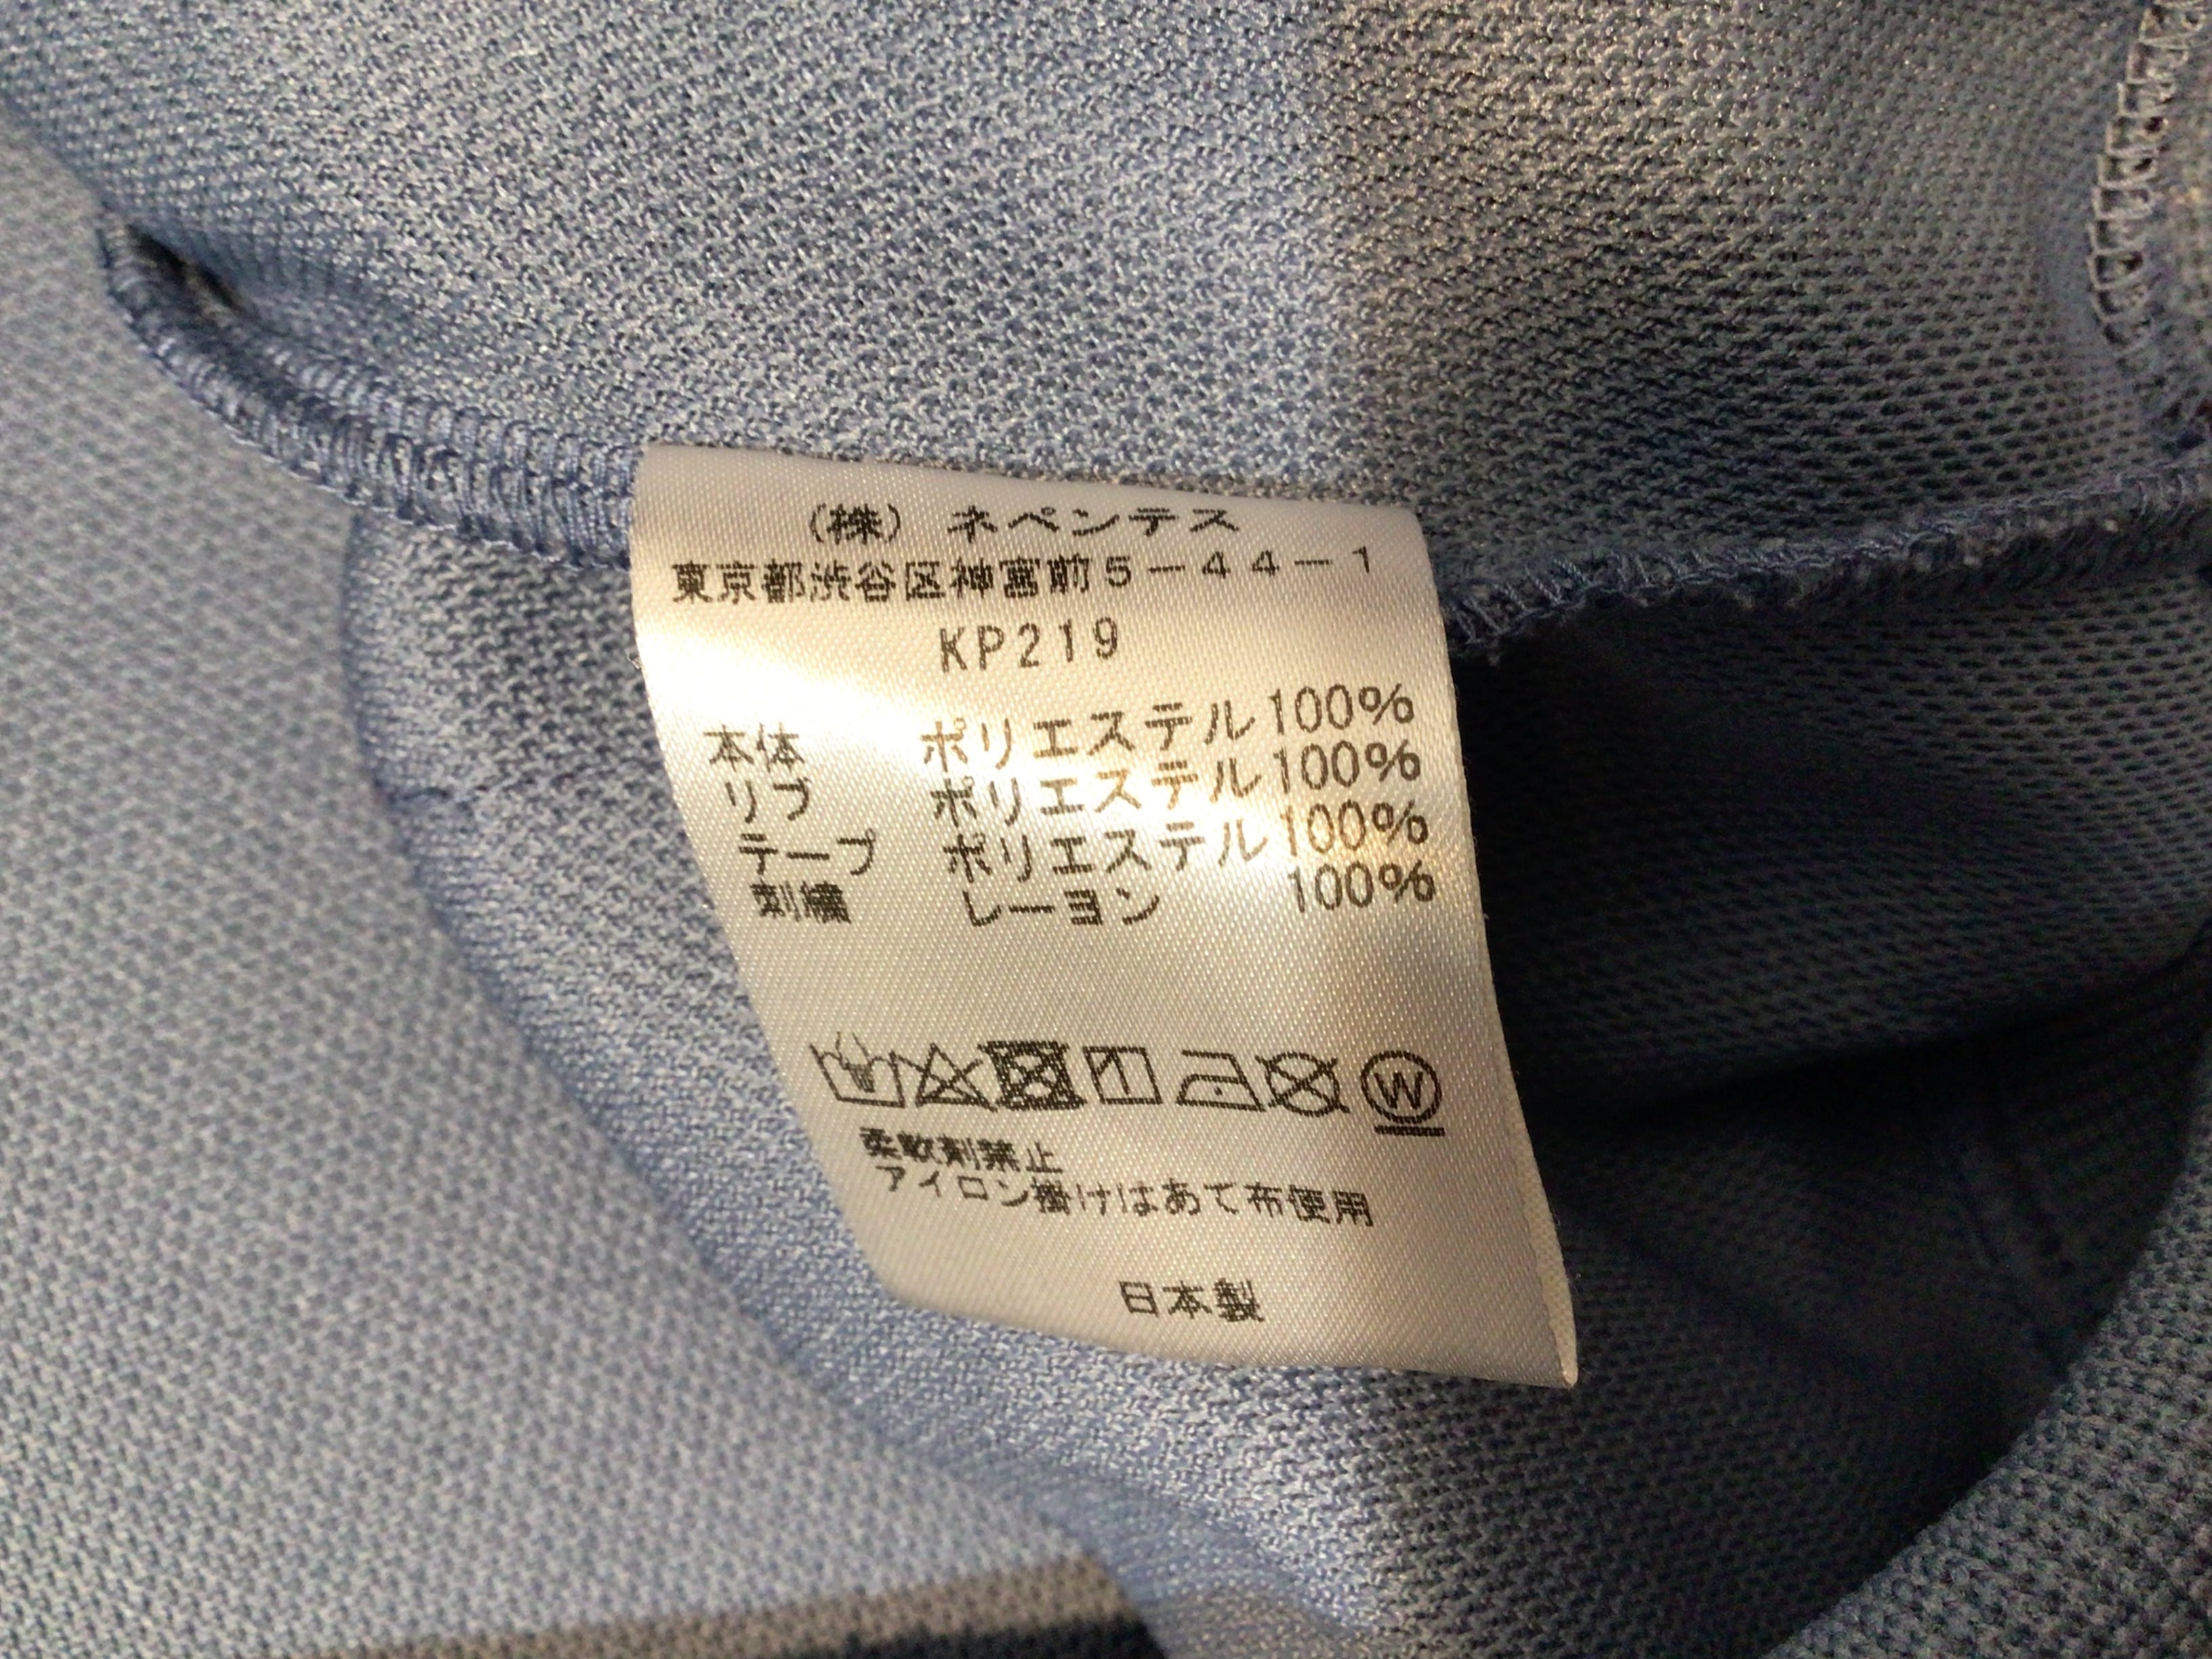 (株) ネペンテス
東京都渋谷区神宮前5-44-1
KP219
本体 ポリエステル100%
リブ ポリエステル100%
テープ ポリエステル100%
刺繍 レーヨン 100%
W
柔軟剤禁止
アイロン掛けはあて布使用
日本製